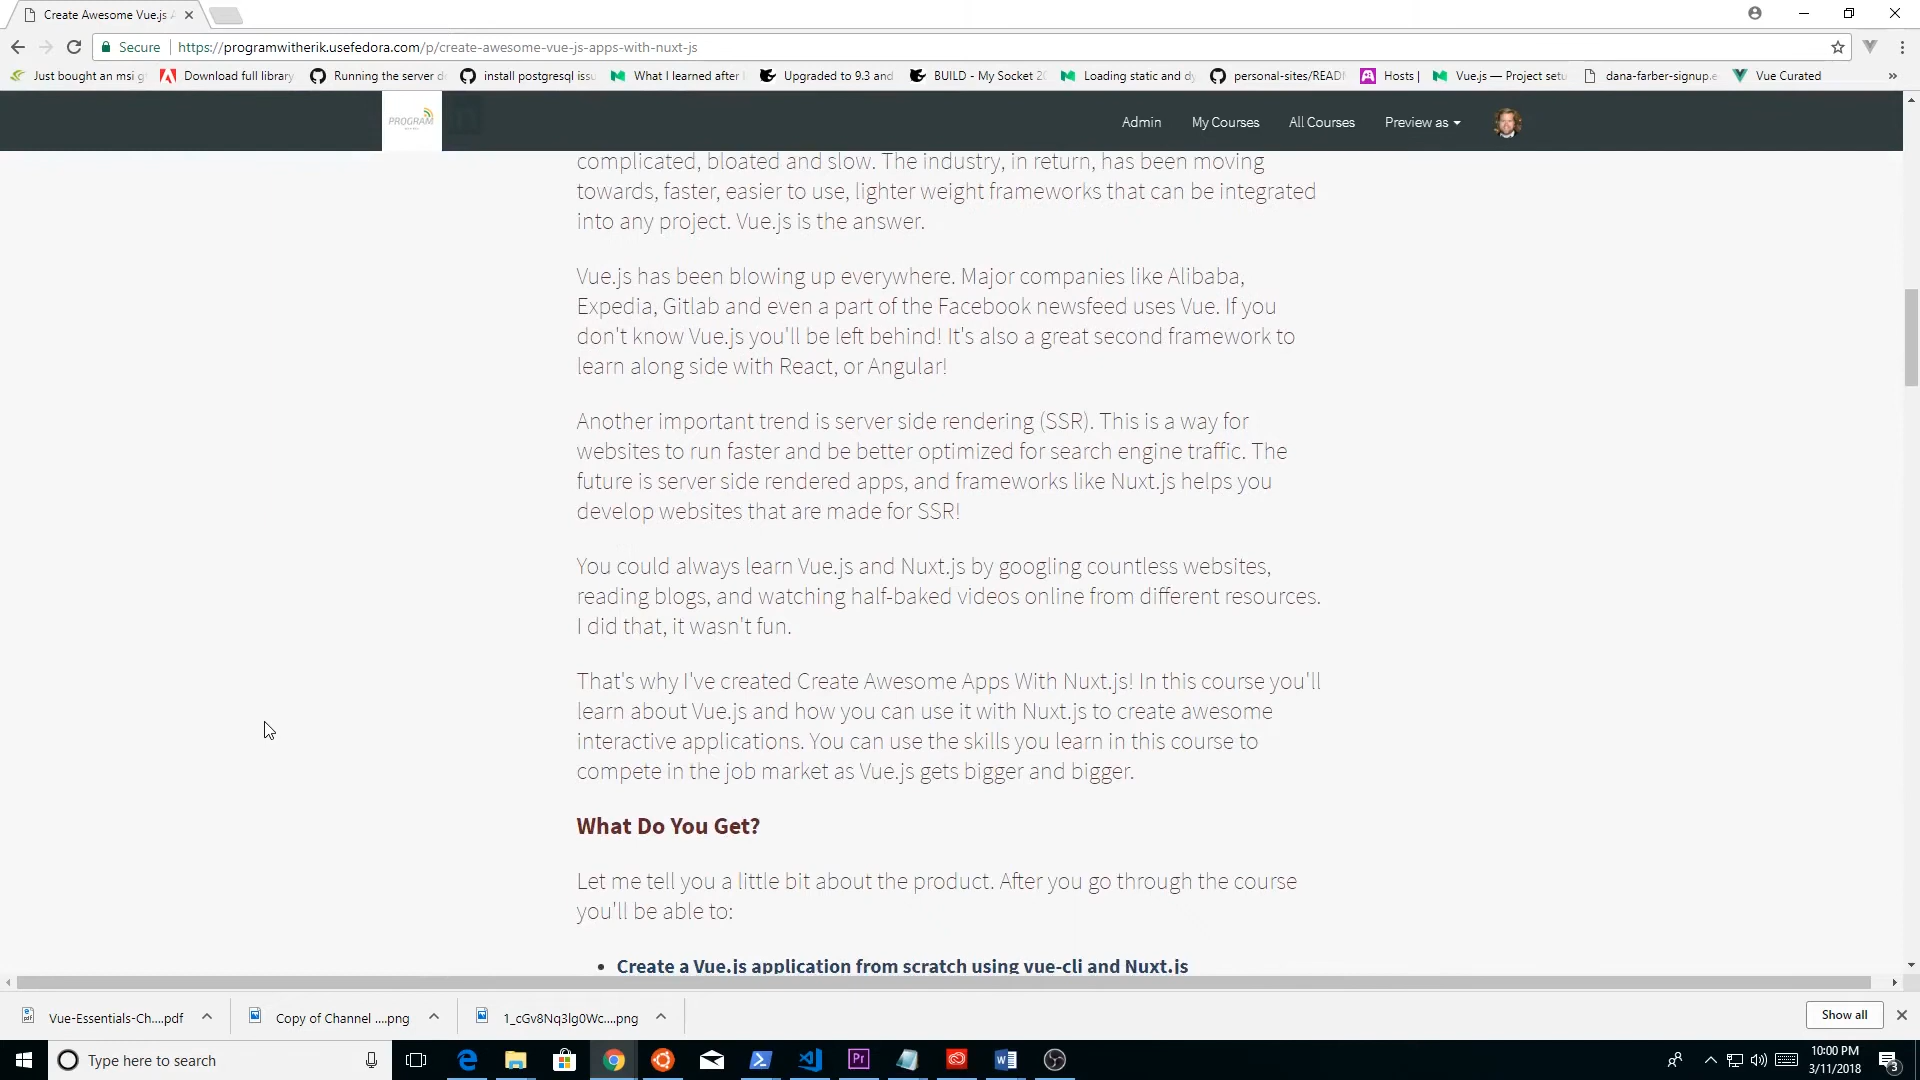 Create Awesome Vue.js A
Secure
https://programwitherik.usefedora.com/p/create-awesome-vue-js-apps-with-nuxt-js
Just bought an msi g
Download full library
Running the server d
install postgresql issu
What I learned after
Upgraded to 9.3 and
BUILD - My Socket 2
Loading static and dy
personal-sites/READ
Hosts |
Vue.js — Project setu
dana-farber-signup.e
Vue Curated
»
PROGRAM
Admin
My Courses
All Courses
Preview as
complicated, bloated and slow. The industry, in return, has been moving
towards, faster, easier to use, lighter weight frameworks that can be integrated
into any project. Vue.js is the answer.
Vue.js has been blowing up everywhere. Major companies like Alibaba,
Expedia, Gitlab and even a part of the Facebook newsfeed uses Vue. If you
don't know Vue.js you'll be left behind! It's also a great second framework to
learn along side with React, or Angular!
Another important trend is server side rendering (SSR). This is a way for
websites to run faster and be better optimized for search engine traffic. The
future is server side rendered apps, and frameworks like Nuxt.js helps you
develop websites that are made for SSR!
You could always learn Vue.js and Nuxt.js by googling countless websites,
reading blogs, and watching half-baked videos online from different resources.
I did that, it wasn't fun.
That's why I've created Create Awesome Apps With Nuxt.js! In this course you'll
learn about Vue.js and how you can use it with Nuxt.js to create awesome
interactive applications. You can use the skills you learn in this course to
compete in the job market as Vue.js gets bigger and bigger.
What Do You Get?
Let me tell you a little bit about the product. After you go through the course
you'll be able to:
• Create a Vue.js application from scratch using vue-cli and Nuxt.js
Vue-Essentials-Ch....pdf
Copy of Channel ....png
1_cGv8Nq3lg0Wc....png
Show all
Type here to search
Pr
10:00 PM
3/11/2018
3